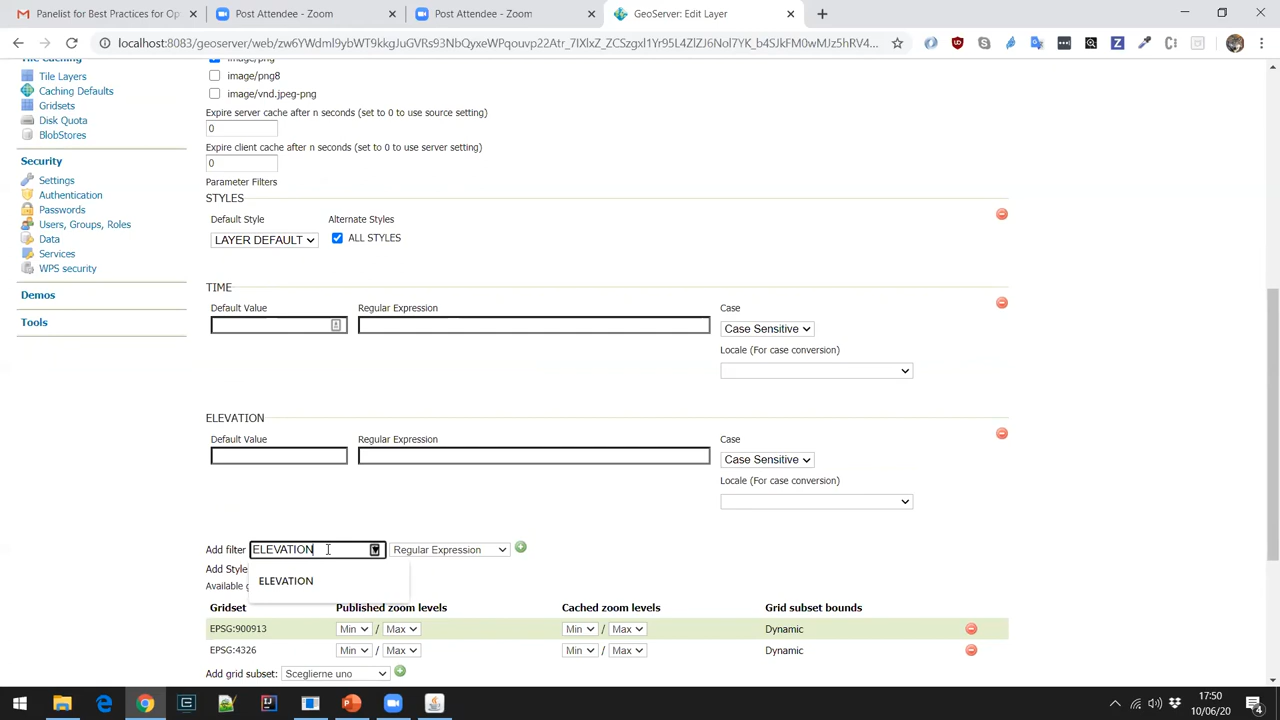 Panelist for Best Practices for Op
Post Attendee - Zoom
Post Attendee - Zoom
GeoServer: Edit Layer
Tile Caching
image/png
Tile Layers
image/png8
Caching Defaults
image/vnd.jpeg-png
Gridsets
Expire server cache after n seconds (set to 0 to use source setting)
Disk Quota
0
BlobStores
Expire client cache after n seconds (set to 0 to use server setting)
Security
0
Settings
Parameter Filters
Authentication
STYLES
Passwords
Default Style
Alternate Styles
Users, Groups, Roles
LAYER DEFAULT
ALL STYLES
Data
Services
WPS security
TIME
Demos
Default Value
Regular Expression
Case
Tools
Case Sensitive
Locale (For case conversion)
ELEVATION
Default Value
Regular Expression
Case
Case Sensitive
Locale (For case conversion)
Add filter
ELEVATION
Regular Expression
Add Style
ELEVATION
Available g
Gridset
Published zoom levels
Cached zoom levels
Grid subset bounds
EPSG:900913
Min / Max
Min / Max
Dynamic
EPSG:4326
Min / Max
Min / Max
Dynamic
Add grid subset:
Sceglierne uno
17:50
10/06/20
4